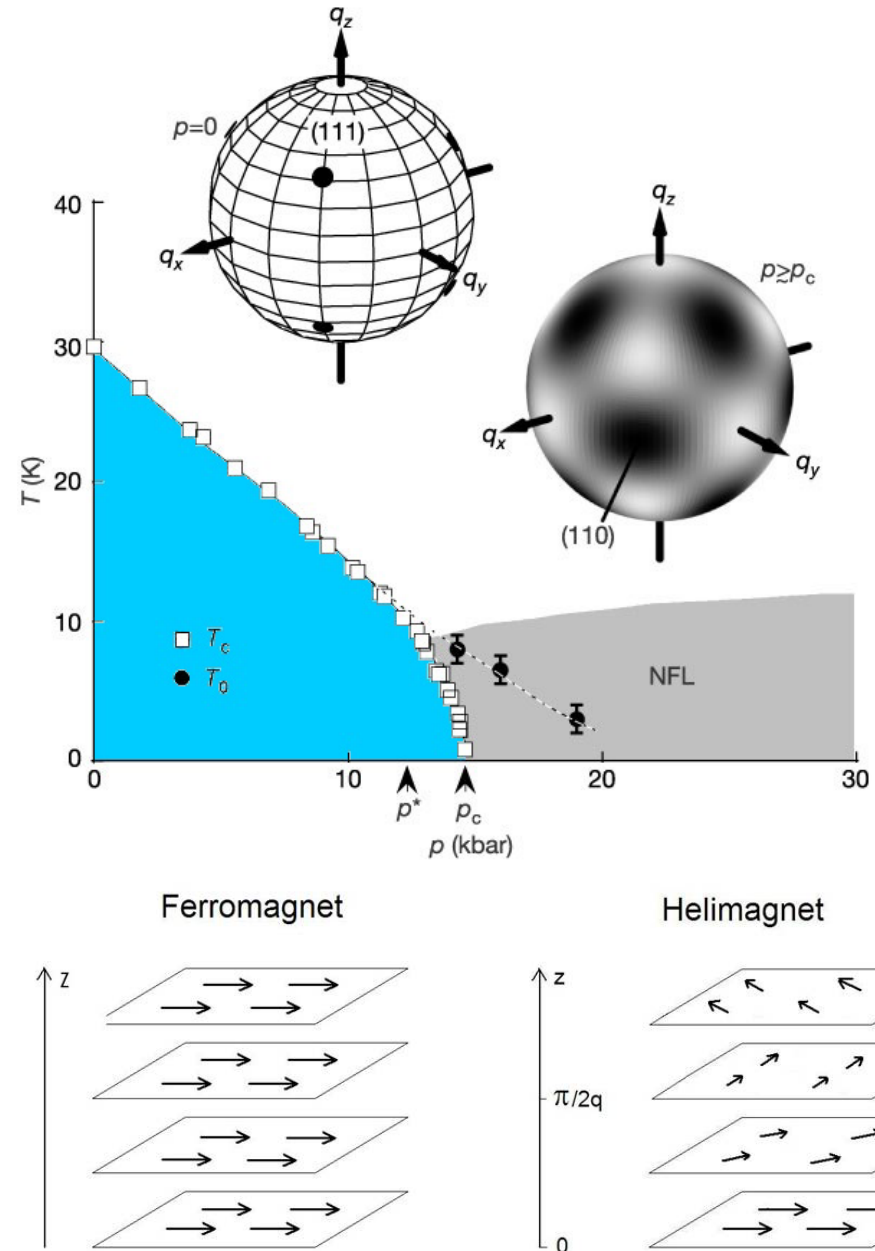 q_z
p=0
(111)
q_x
q_y
q_z
p≳p_c
q_x
q_y
(110)
40
30
20
10
0
T (K)
T_c
T_0
NFL
0
10
20
30
p*
p_c
p (kbar)
Ferromagnet
Helimagnet
z
z
π/2q
0